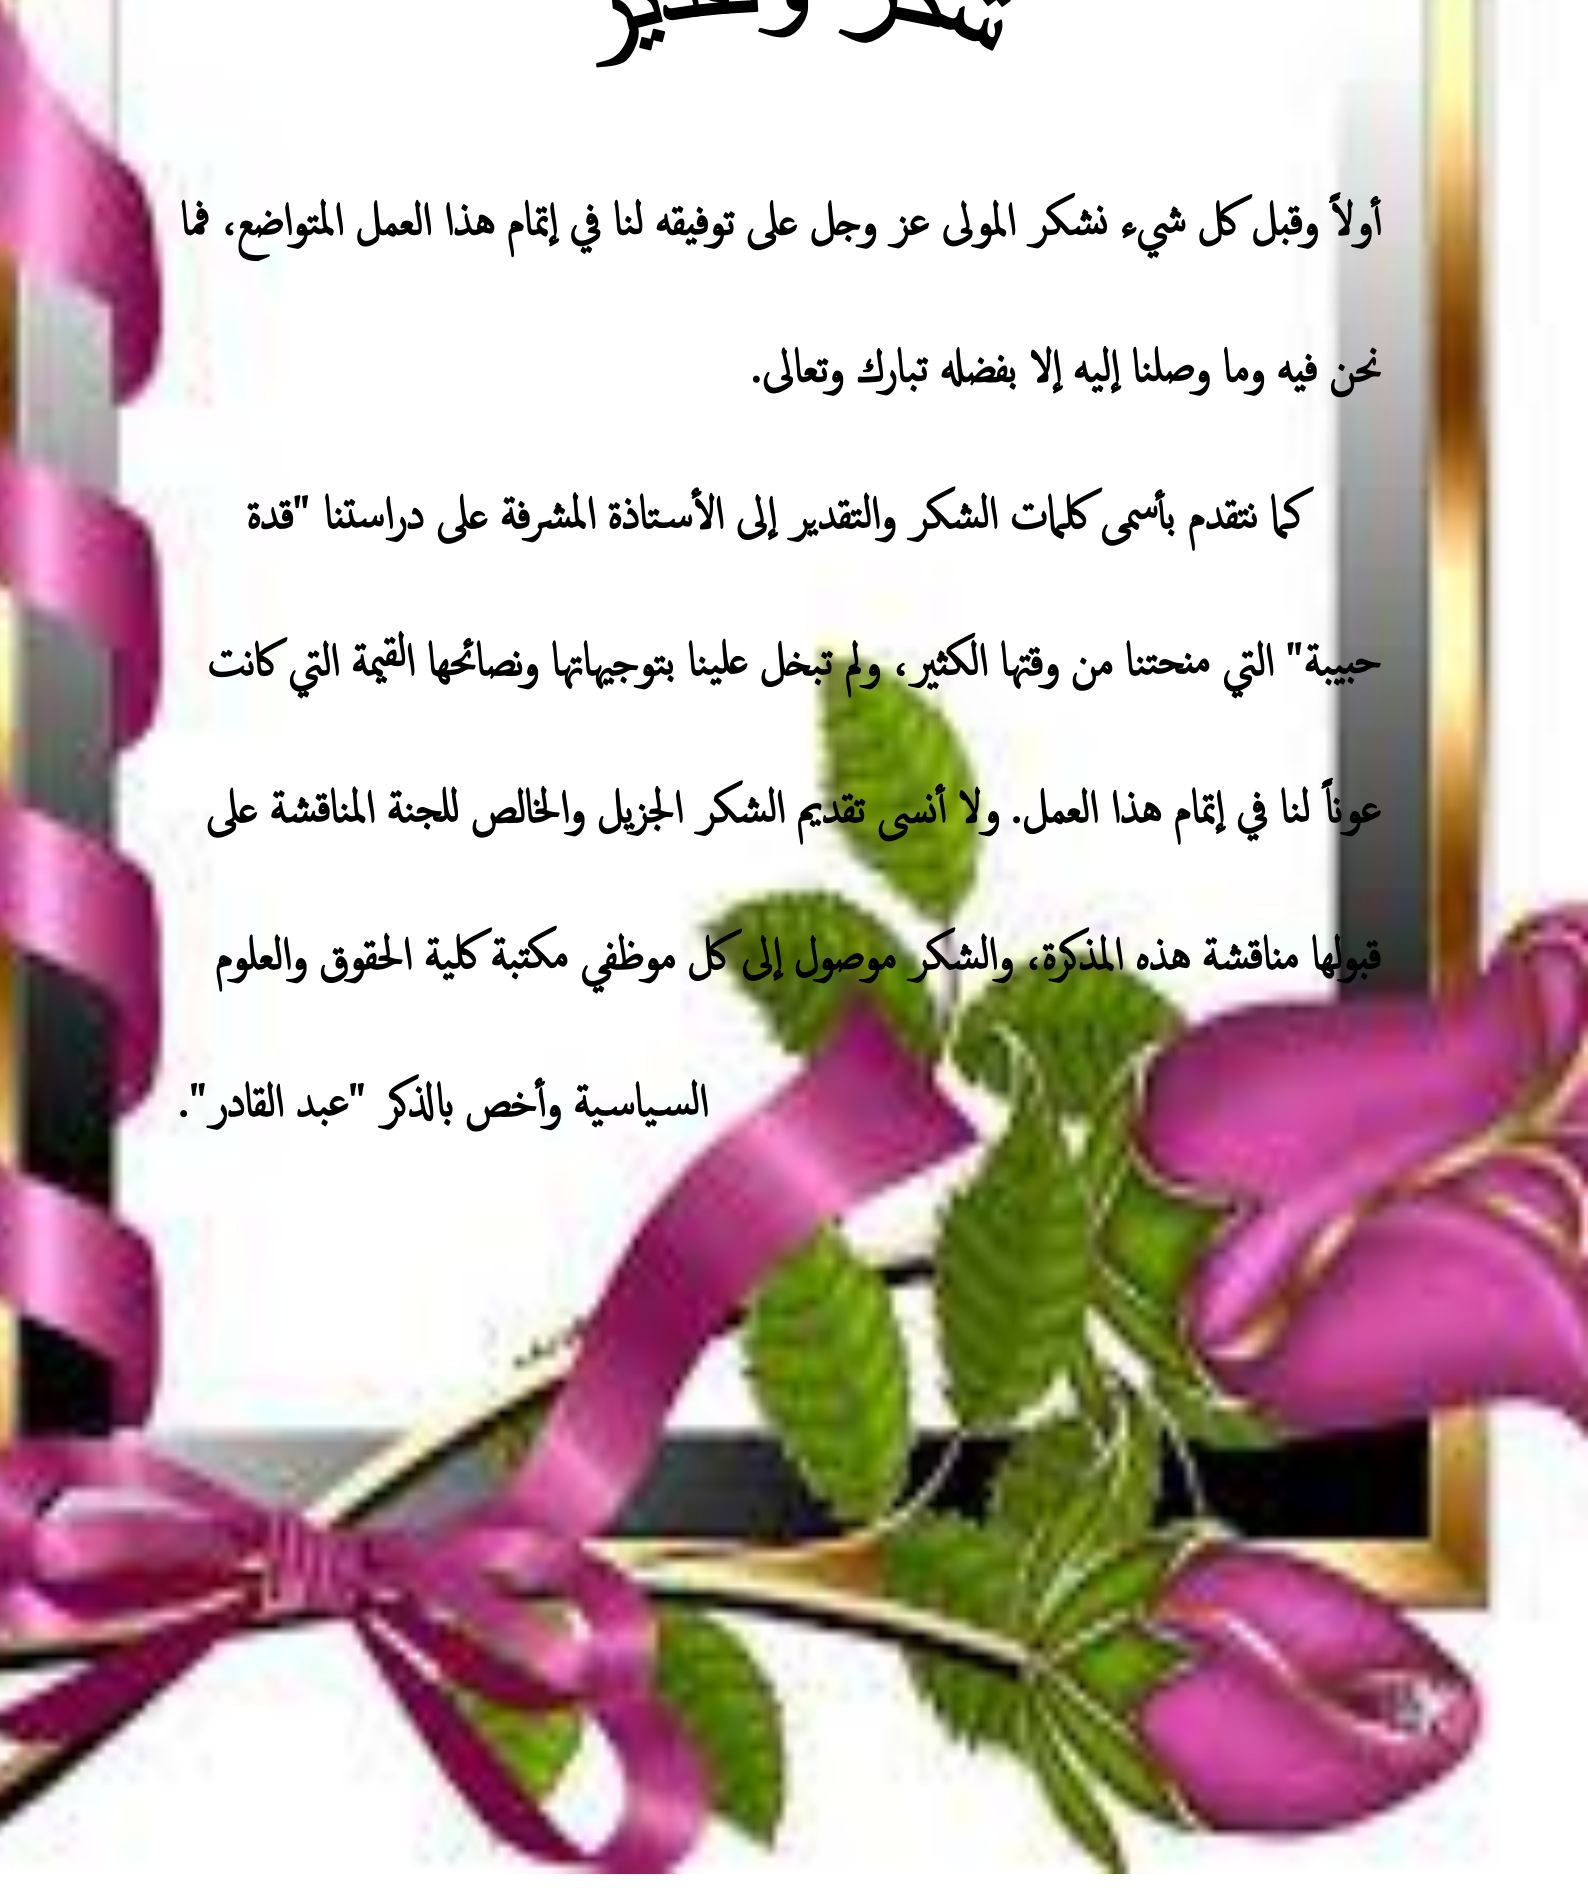 شكر وتقدير
أولاً وقبل كل شيء نشكر المولى عز وجل على توفيقه لنا في إتمام هذا العمل المتواضع، فما
نحن فيه وما وصلنا إليه إلا بفضله تبارك وتعالى.
كما نتقدم بأسمى كلمات الشكر والتقدير إلى الأستاذة المشرفة على دراستنا "قدة
حبيبة" التي منحتنا من وقتها الكثير، ولم تبخل علينا بتوجيهاتها ونصائحها القيمة التي كانت
عوناً لنا في إتمام هذا العمل. ولا أنسى تقديم الشكر الجزيل والخالص للجنة المناقشة على
قبولها مناقشة هذه المذكرة، والشكر موصول إلى كل موظفي مكتبة كلية الحقوق والعلوم
السياسية وأخص بالذكر "عبد القادر".